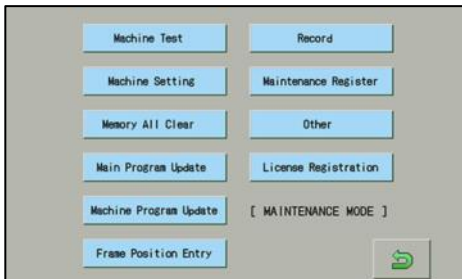 Machine Test
Record
Machine Setting
Maintenance Register
Memory All Clear
Other
Main Program Update
License Registration
Machine Program Update
[ MAINTENANCE MODE ]
Frame Position Entry